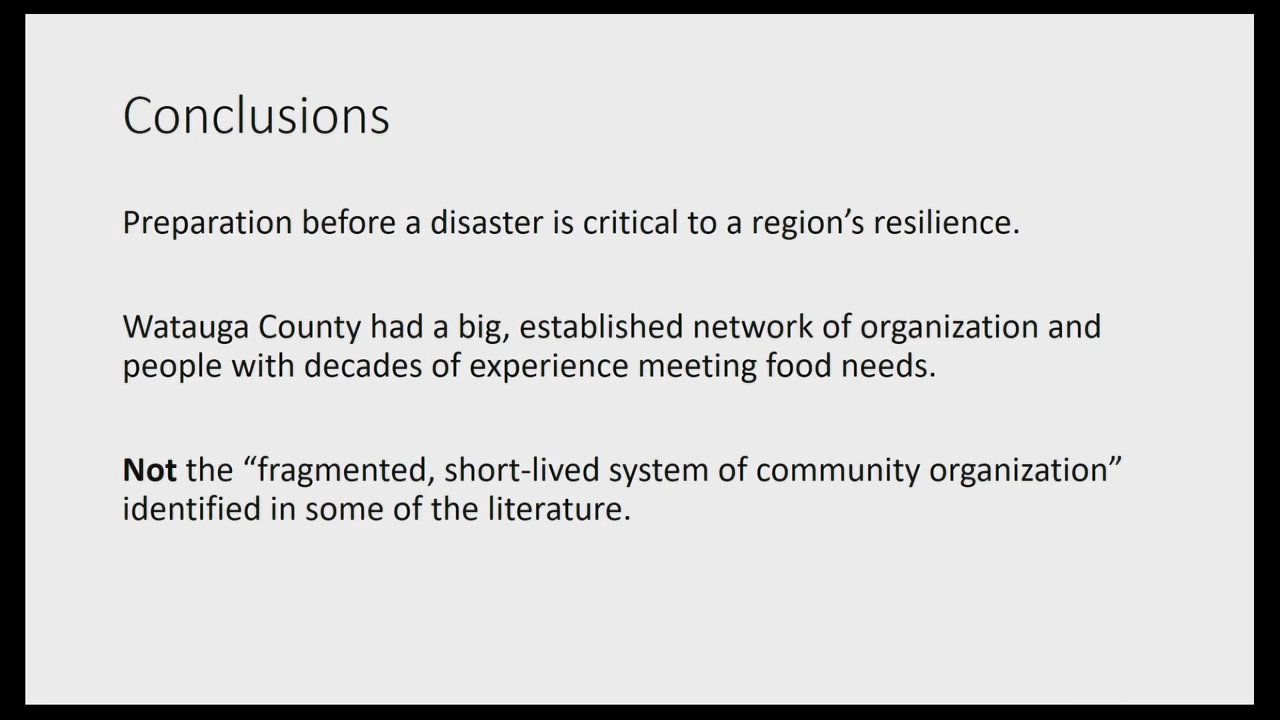 Conclusions
Preparation before a disaster is critical to a region’s resilience.
Watauga County had a big, established network of organization and
people with decades of experience meeting food needs.
Not the “fragmented, short-lived system of community organization”
identified in some of the literature.